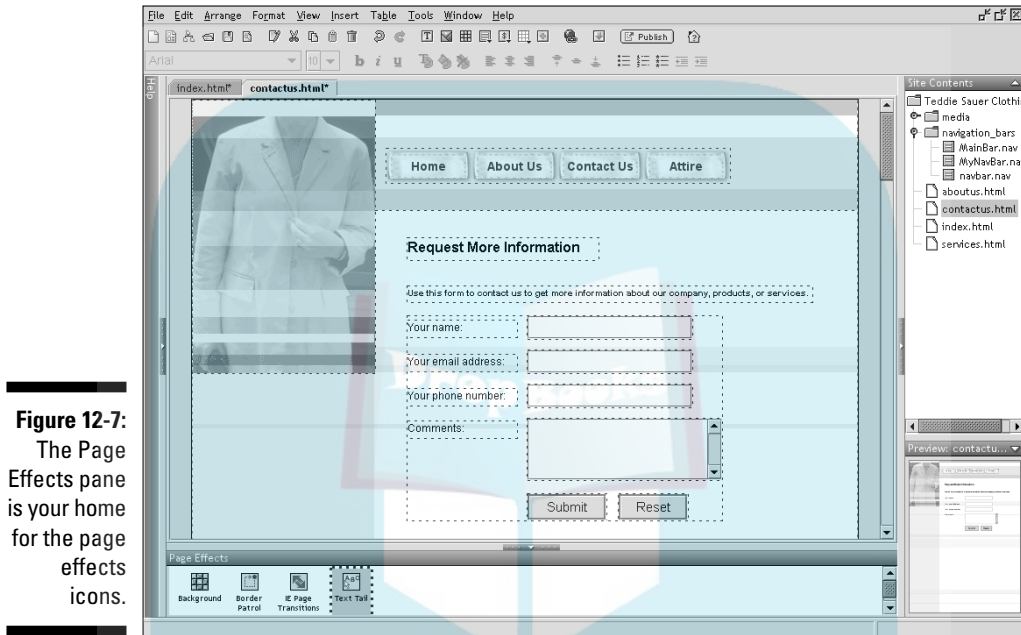 File Edit Arrange Format View Insert Table Tools Window Help
Publish
Arial 10 b i u
Help
index.html* contactus.html*
Home About Us Contact Us Attire
Request More Information
Use this form to contact us to get more information about our company, products, or services.
Your name:
Your email address:
Your phone number:
Comments:
Submit Reset
Page Effects
Background
Border Patrol
IE Page Transitions
Text Tail
Site Contents
Teddie Sauer Clothi
media
navigation_bars
MainBar.nav
MyNavBar.na
navbar.nav
aboutus.html
contactus.html
index.html
services.html
Preview: contactu...
Drop Books
Figure 12-7:
The Page
Effects pane
is your home
for the page
effects
icons.